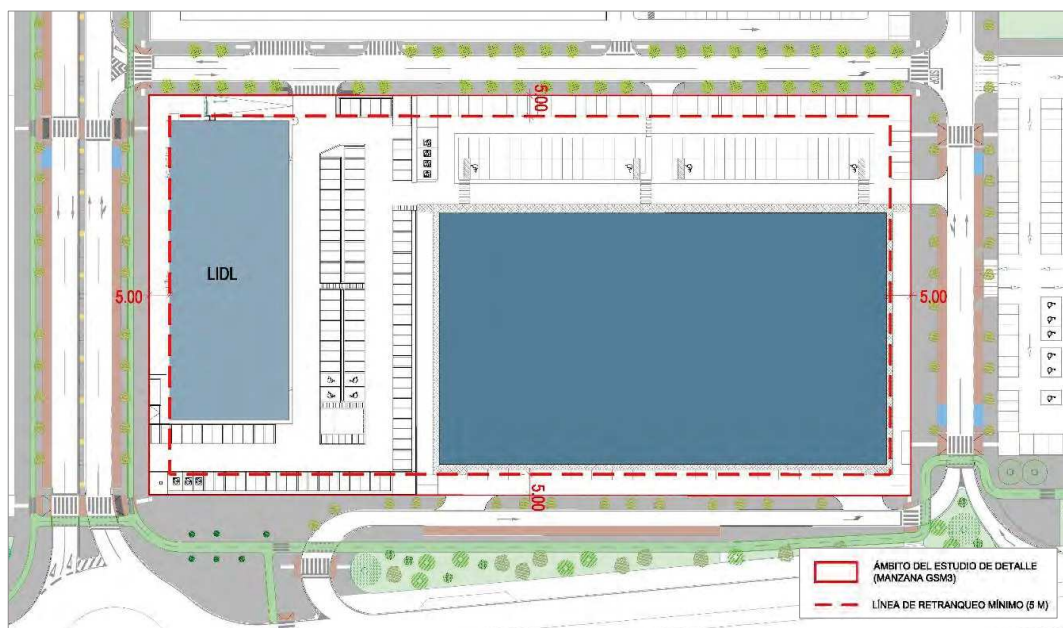 5.00
STOP
LIDL
5.00
5.00
5.00
ÁMBITO DEL ESTUDIO DE DETALLE
(MANZANA GSM3)
LÍNEA DE RETRANQUEO MÍNIMO (5 M)